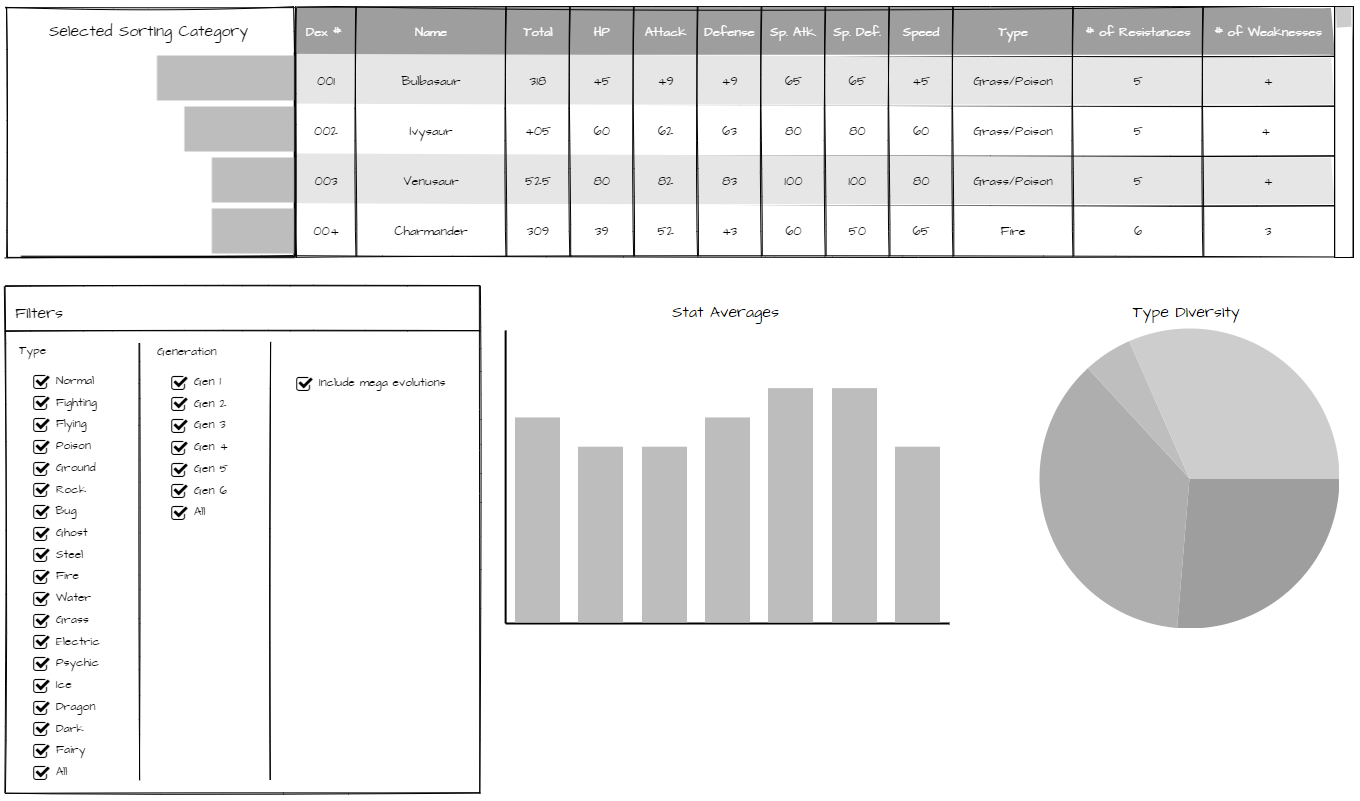 Selected Sorting Category
Dex # Name Total HP Attack Defense Sp. Atk. Sp. Def. Speed Type # of Resistances # of Weaknesses
001 Bulbasaur 318 45 49 49 65 65 45 Grass/Poison 5 4
002 Ivysaur 405 60 62 63 80 80 60 Grass/Poison 5 4
003 Venusaur 525 80 82 83 100 100 80 Grass/Poison 5 4
004 Charmander 309 39 52 43 60 50 65 Fire 6 3
Filters
Type
Normal
Fighting
Flying
Poison
Ground
Rock
Bug
Ghost
Steel
Fire
Water
Grass
Electric
Psychic
Ice
Dragon
Dark
Fairy
All
Generation
Gen 1
Gen 2
Gen 3
Gen 4
Gen 5
Gen 6
All
Include mega evolutions
Stat Averages
Type Diversity